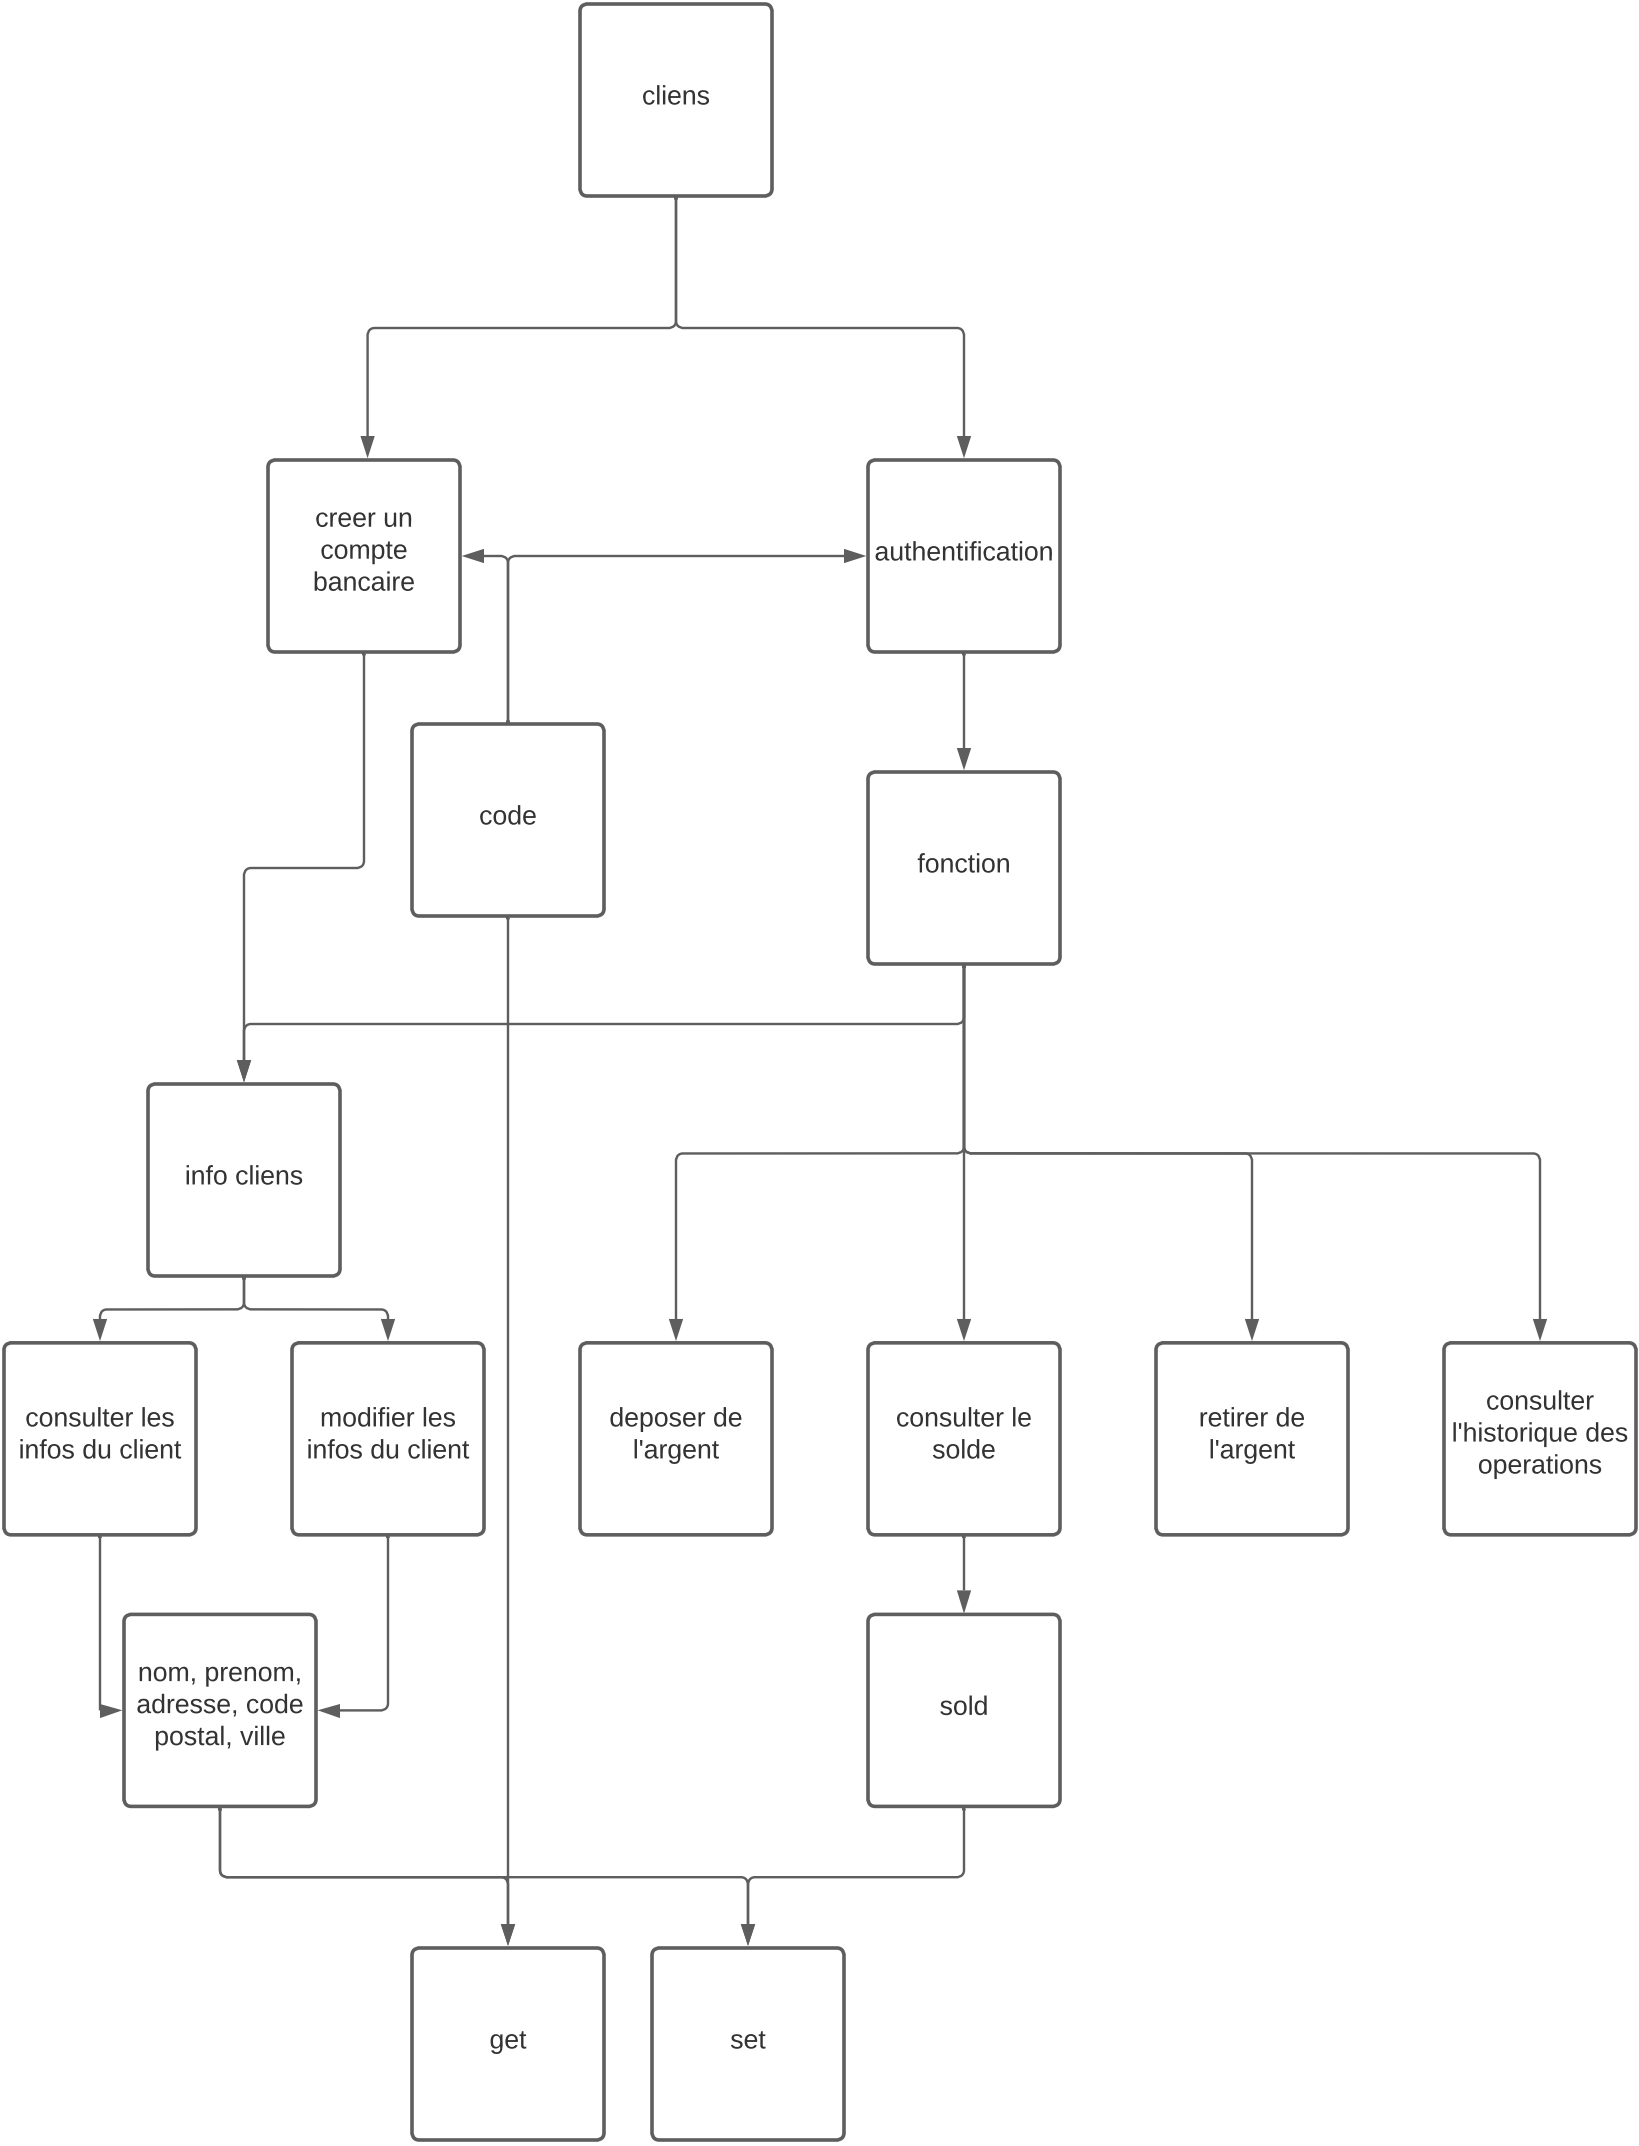 cliens
creer un
compte
bancaire
authentification
code
fonction
info cliens
consulter les
infos du client
modifier les
infos du client
deposer de
l'argent
consulter le
solde
retirer de
l'argent
consulter
l'historique des
operations
nom, prenom,
adresse, code
postal, ville
sold
get
set